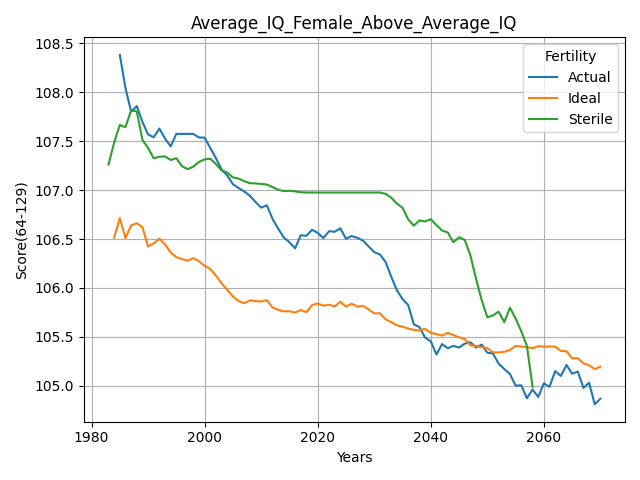 Average_IQ_Female_Above_Average_IQ
Score(64-129)
108.5
108.0
107.5
107.0
106.5
106.0
105.5
105.0
Fertility
Actual
Ideal
Sterile
1980 2000 2020 2040 2060
Years